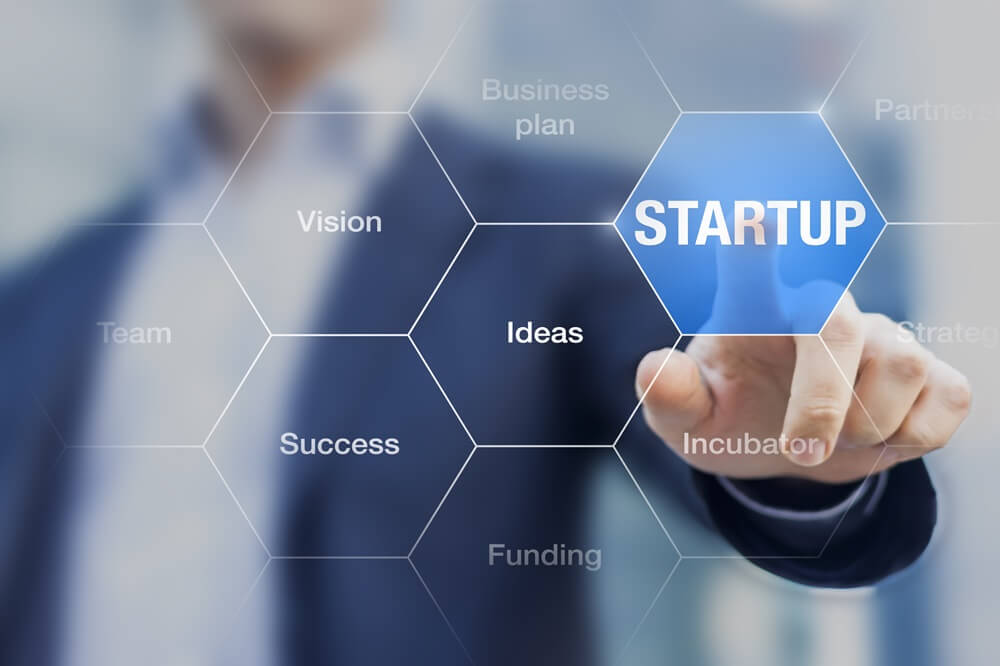 Business
plan
Partners
STARTUP
Vision
Team
Ideas
Strateg
Success
Incubator
Funding